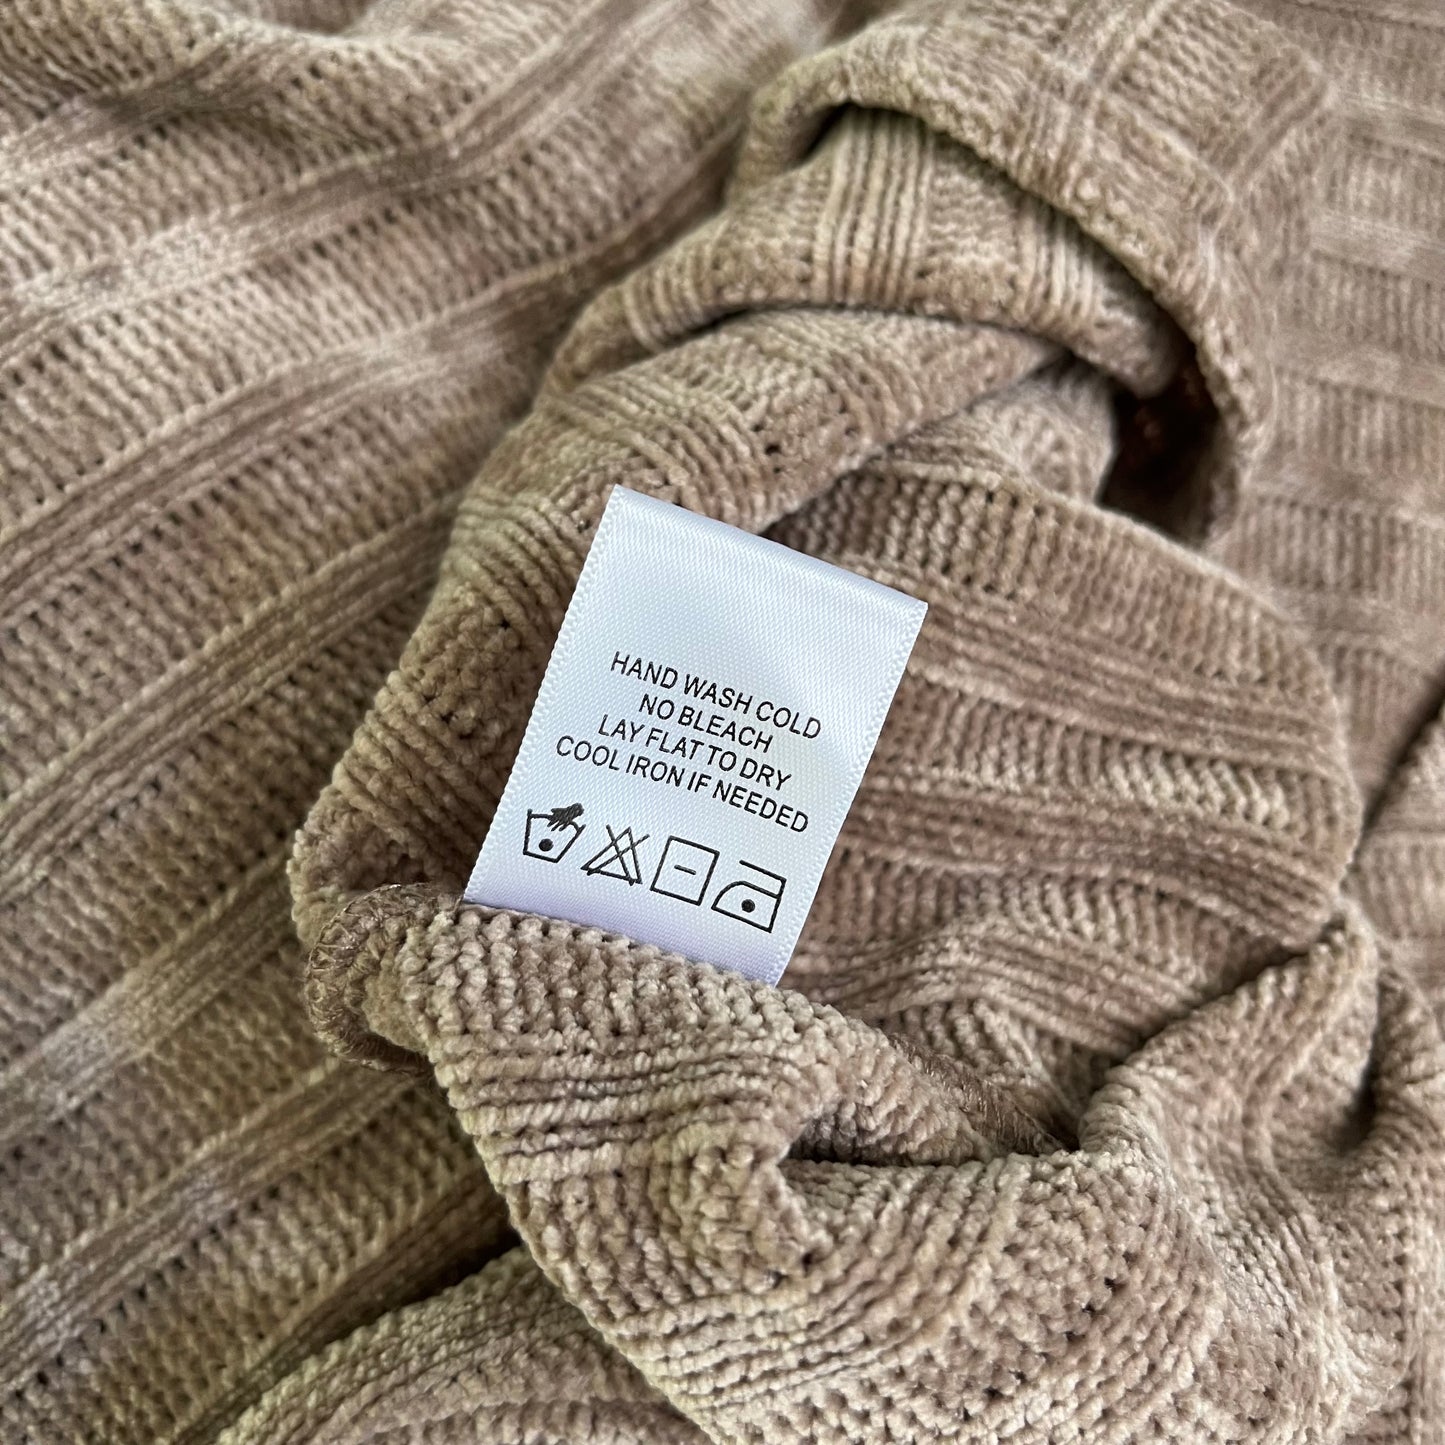 HAND WASH COLD
NO BLEACH
LAY FLAT TO DRY
COOL IRON IF NEEDED